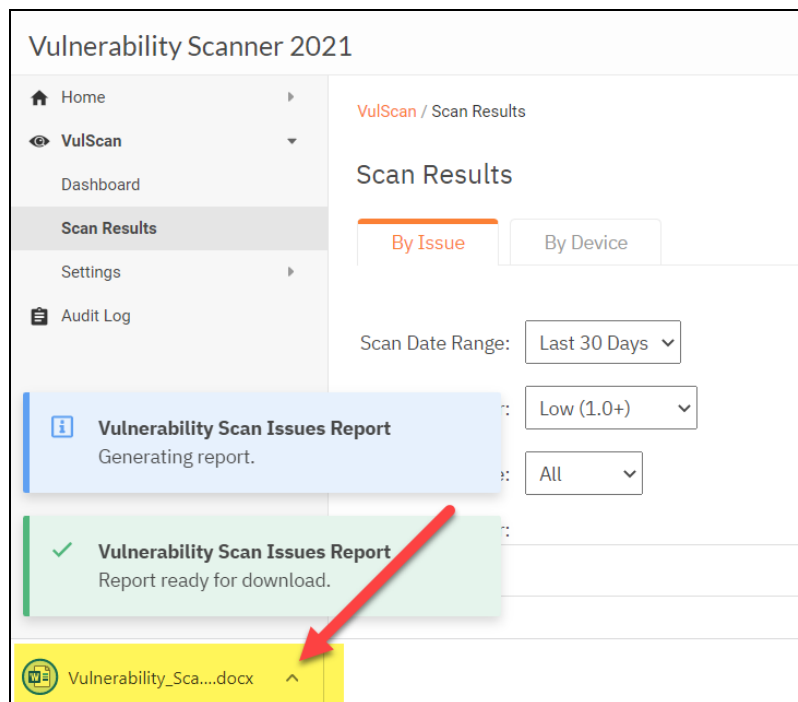 Vulnerability Scanner 2021
Home
VulScan
Dashboard
Scan Results
Settings
Audit Log
VulScan / Scan Results
Scan Results
By Issue
By Device
Scan Date Range:
Last 30 Days
r:
Low (1.0+)
e:
All
r:
Vulnerability Scan Issues Report
Generating report.
Vulnerability Scan Issues Report
Report ready for download.
Vulnerability_Sca....docx